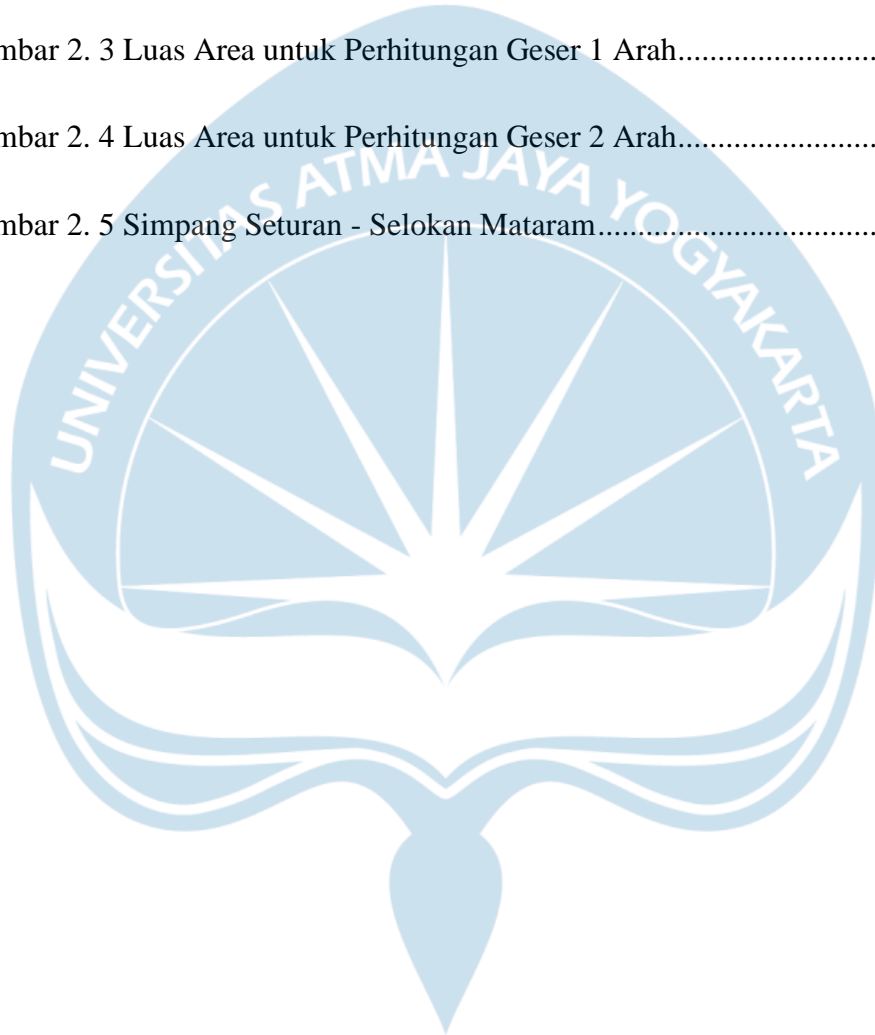 mbar 2. 3 Luas Area untuk Perhitungan Geser 1 Arah........................
mbar 2. 4 Luas Area untuk Perhitungan Geser 2 Arah........................
mbar 2. 5 Simpang Seturan - Selokan Mataram..................................
UNIVERSITAS ATMA JAYA YOGYAKARTA